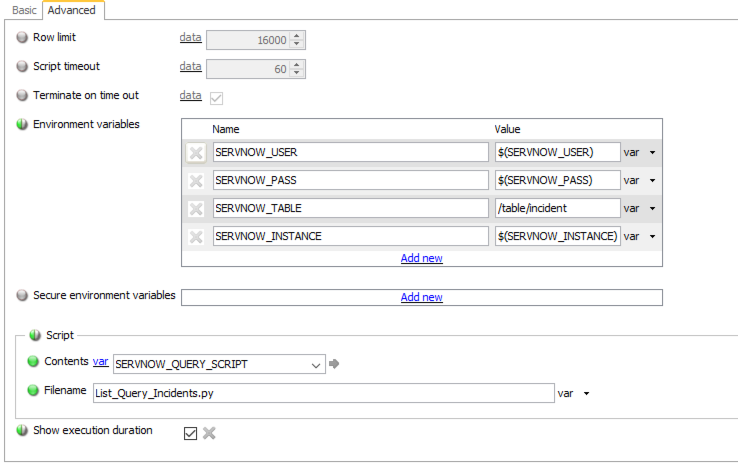 Basic Advanced
Row limit data 16000
Script timeout data 60
Terminate on time out data
Environment variables
Name Value
SERVNOW_USER $(SERVNOW_USER) var
SERVNOW_PASS $(SERVNOW_PASS) var
SERVNOW_TABLE /table/incident var
SERVNOW_INSTANCE $(SERVNOW_INSTANCE) var
Add new
Secure environment variables Add new
Script
Contents var SERVNOW_QUERY_SCRIPT
Filename List_Query_Incidents.py var
Show execution duration